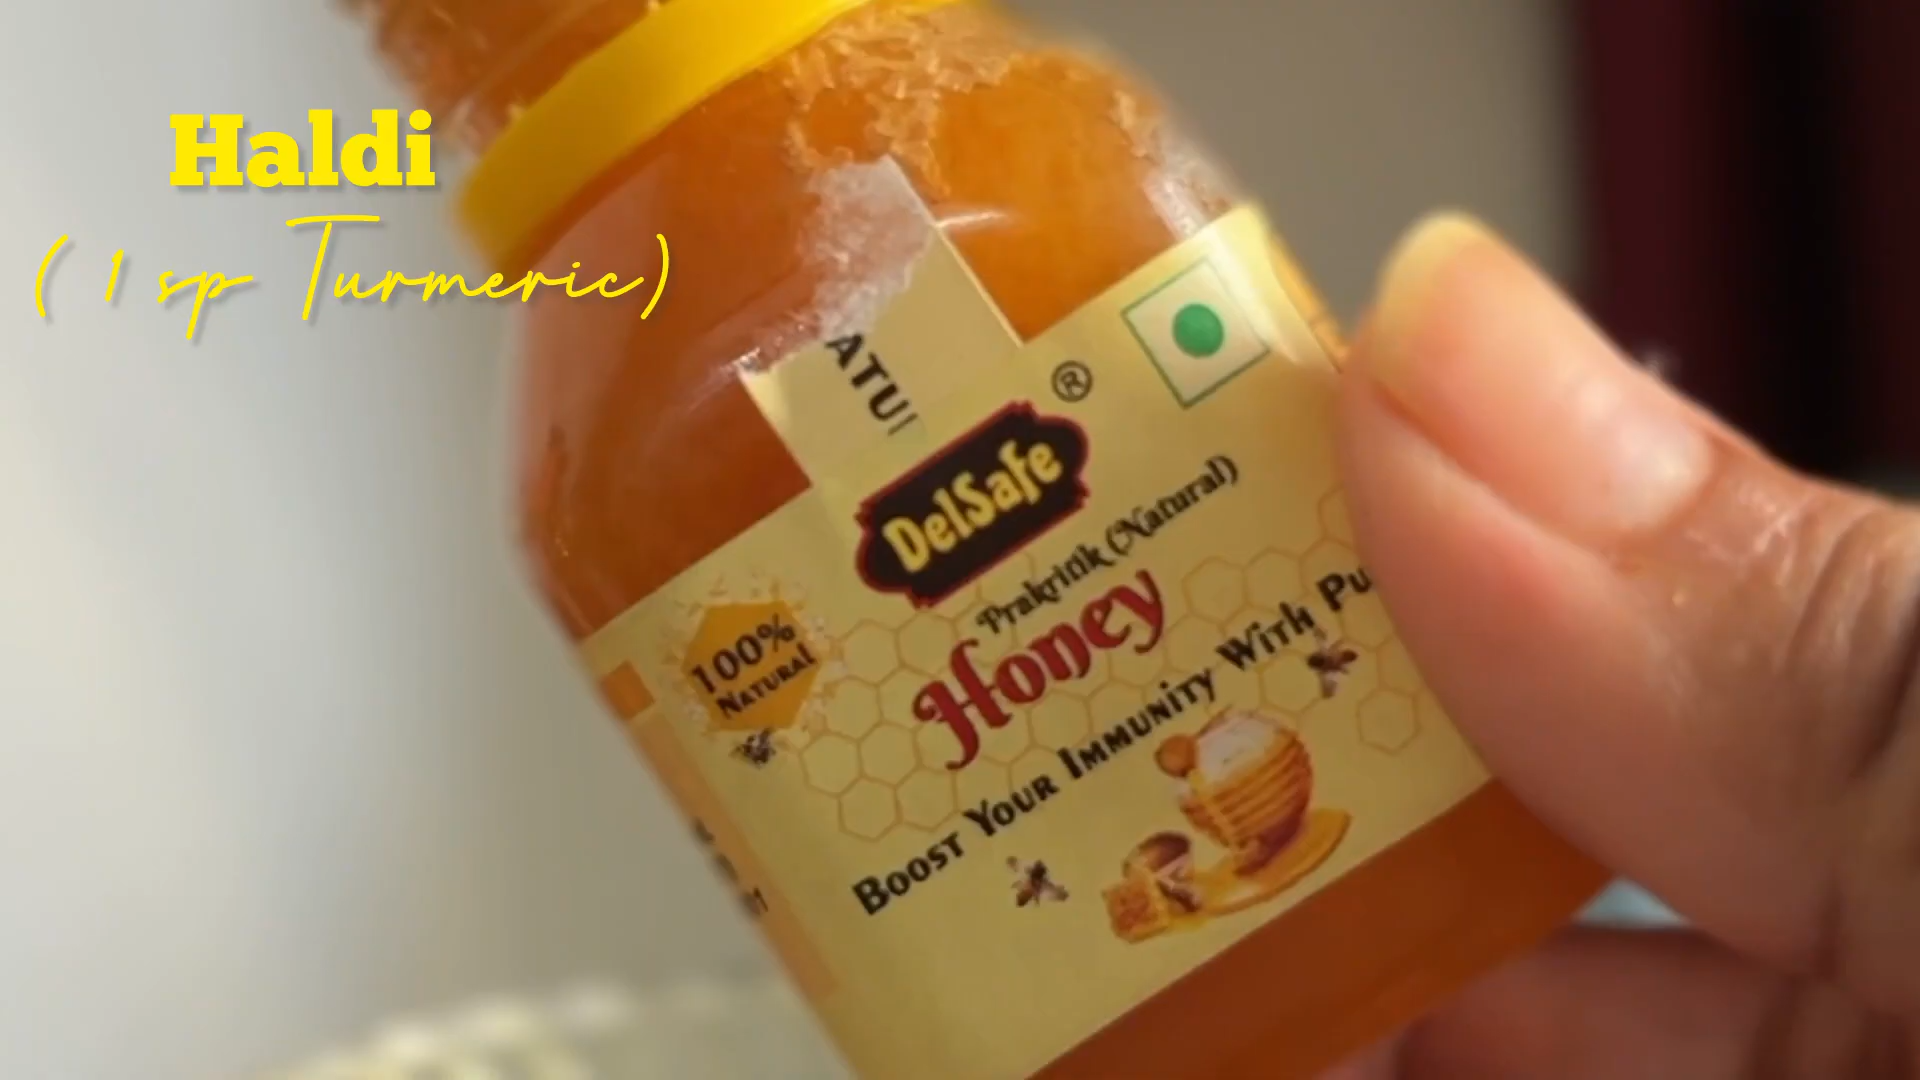 Haldi
( 1 sp Turmeric)
ATU
®
DelSafe
Prakritik (Natural)
Honey
100%
Natural
Boost Your Immunity With Pu